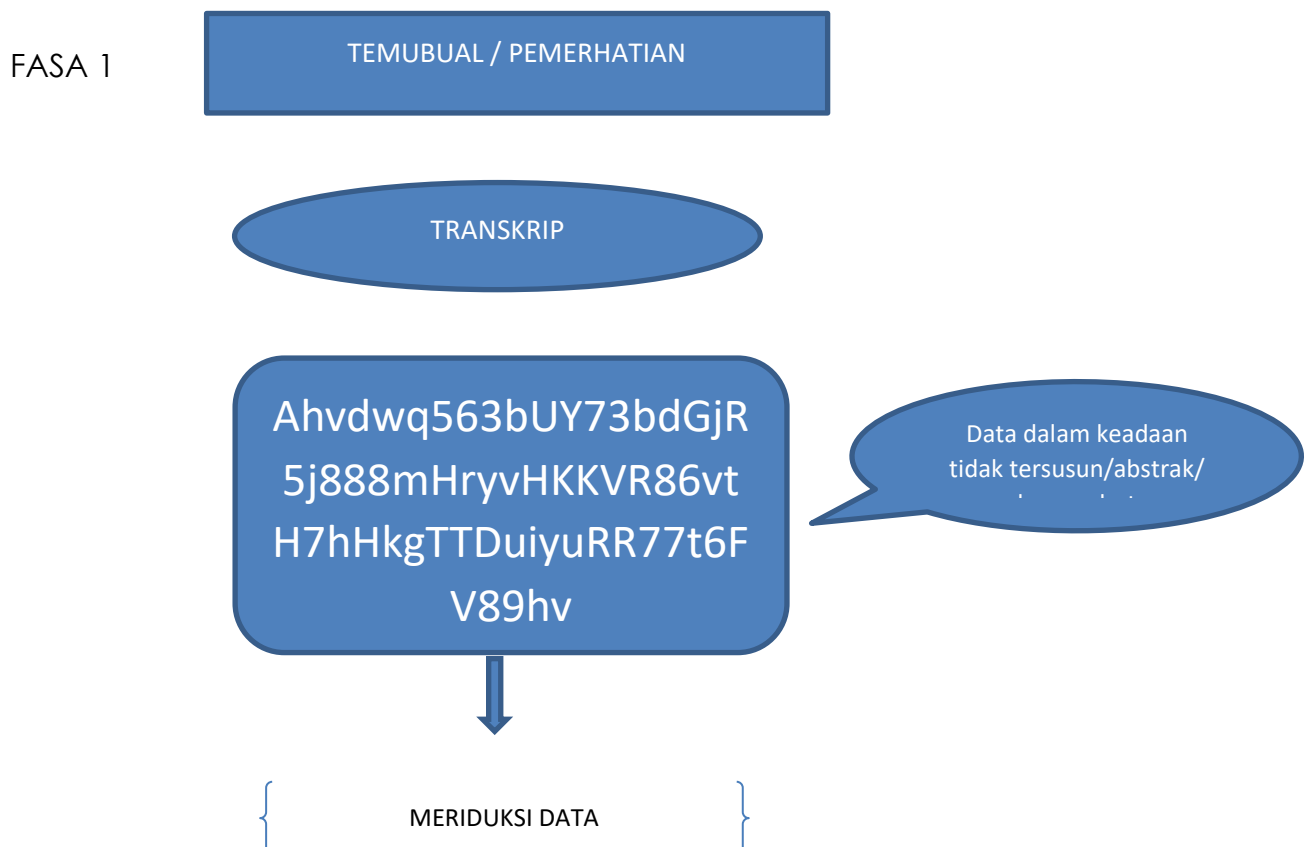 FASA 1
TEMUBUAL / PEMERHATIAN
TRANSKRIP
Ahvdwq563bUY73bdGjR
5j888mHryvHKKVR86vt
H7hHkgTTDuiyuRR77t6F
V89hv
Data dalam keadaan
tidak tersusun/abstrak/
MERIDUKSI DATA